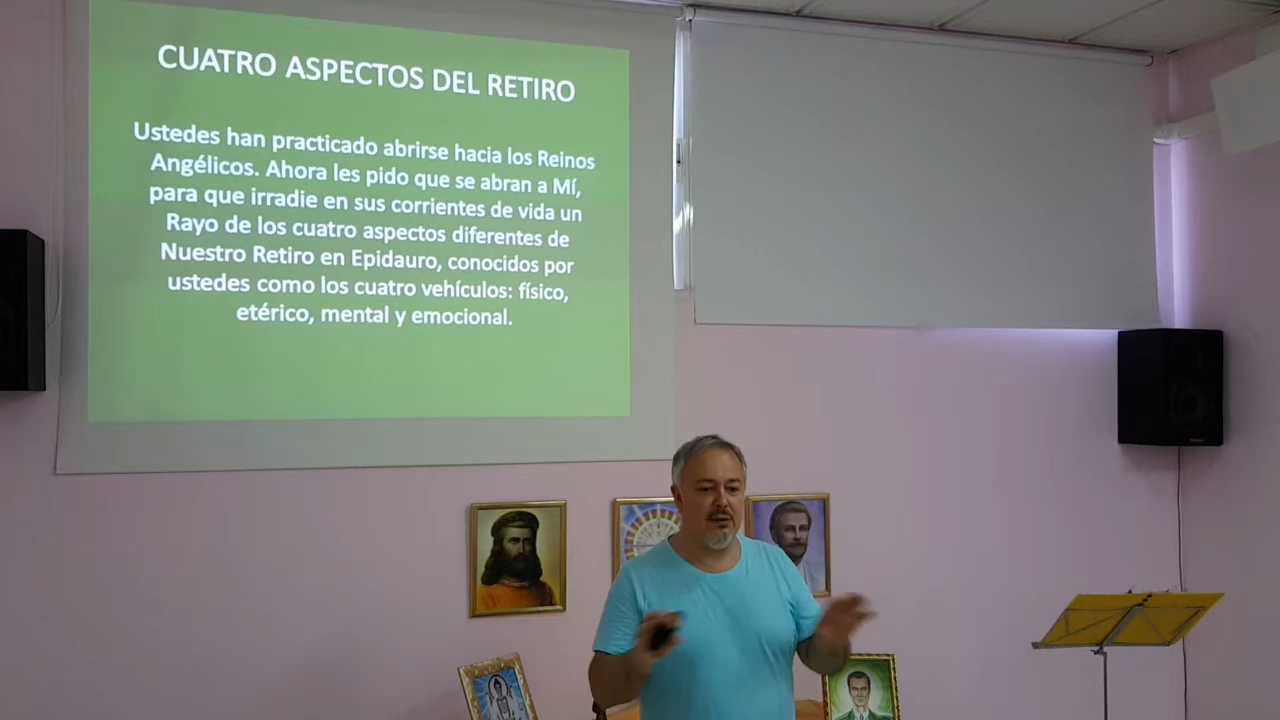 CUATRO ASPECTOS DEL RETIRO
Ustedes han practicado abrirse hacia los Reinos
Angélicos. Ahora les pido que se abran a Mí,
para que irradie en sus corrientes de vida un
Rayo de los cuatro aspectos diferentes de
Nuestro Retiro en Epidauro, conocidos por
ustedes como los cuatro vehículos: físico,
etérico, mental y emocional.